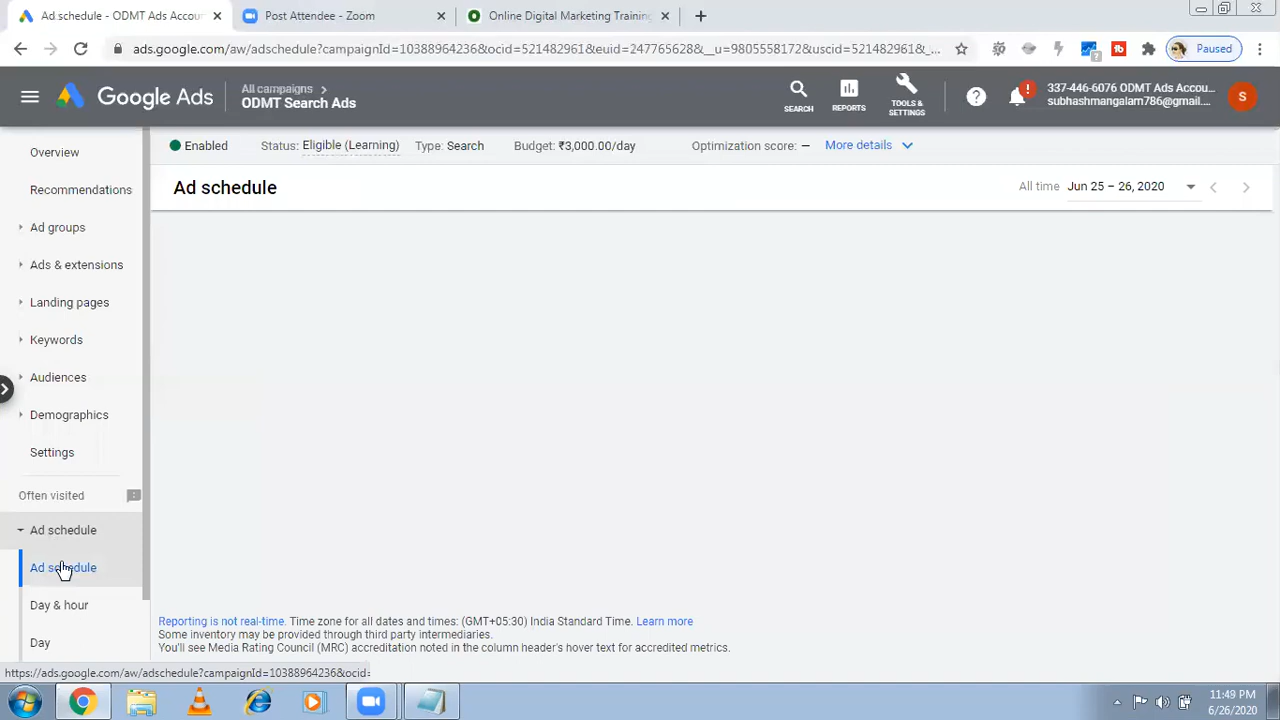 Ad schedule - ODMT Ads Accou
Post Attendee - Zoom
Online Digital Marketing Training
ads.google.com/aw/adschedule?campaignId=10388964236&ocid=521482961&euid=247765628&__u=9805558172&uscid=521482961&_...
Paused
Google Ads
All campaigns
ODMT Search Ads
SEARCH
REPORTS
TOOLS &
SETTINGS
337-446-6076 ODMT Ads Accou...
subhashmangalam786@gmail....
S
Overview
Recommendations
Ad groups
Ads & extensions
Landing pages
Keywords
Audiences
Demographics
Settings
Often visited
Ad schedule
Ad schedule
Day & hour
Day
Enabled
Status: Eligible (Learning)
Type: Search
Budget: ₹3,000.00/day
Optimization score: –
More details
Ad schedule
All time
Jun 25 – 26, 2020
Reporting is not real-time. Time zone for all dates and times: (GMT+05:30) India Standard Time. Learn more
Some inventory may be provided through third party intermediaries.
You'll see Media Rating Council (MRC) accreditation noted in the column header's hover text for accredited metrics.
https://ads.google.com/aw/adschedule?campaignId=10388964236&ocid=
11:49 PM
6/26/2020